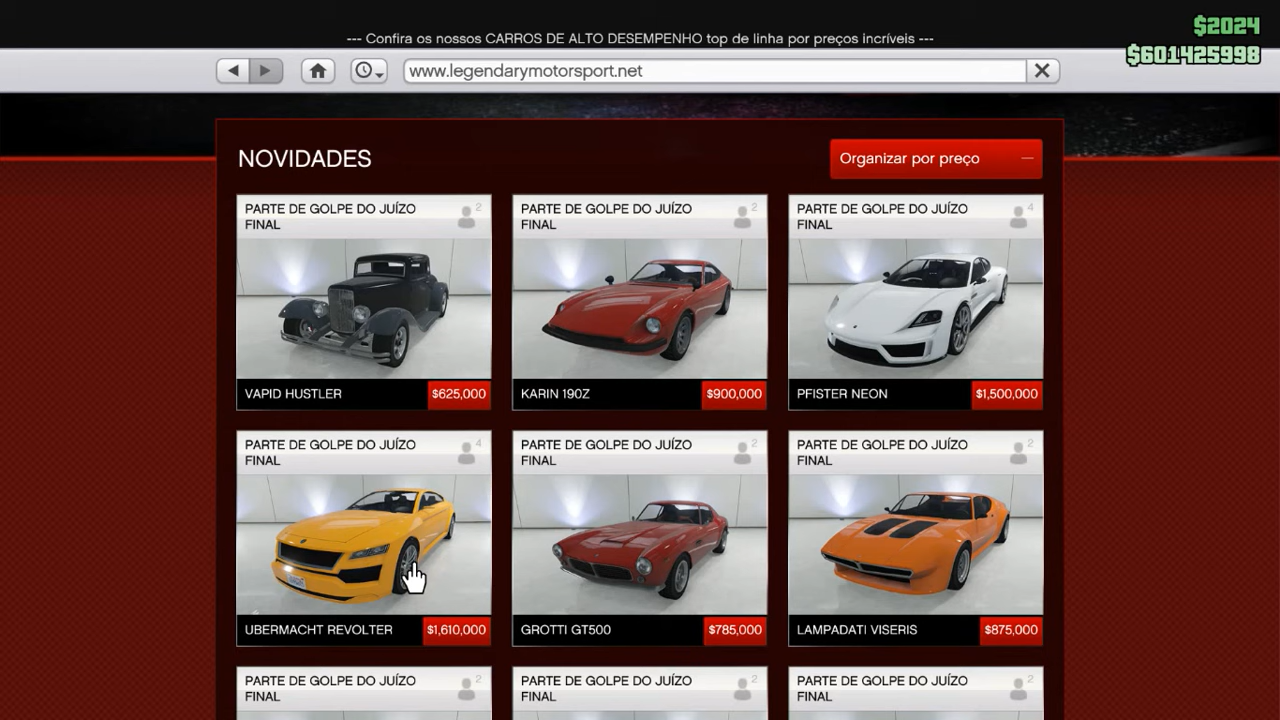 $2024
--- Confira os nossos CARROS DE ALTO DESEMPENHO top de linha por preços incríveis ---
$601425998
www.legendarymotorsport.net
NOVIDADES
Organizar por preço
PARTE DE GOLPE DO JUÍZO
FINAL
2
VAPID HUSTLER
$625,000
PARTE DE GOLPE DO JUÍZO
FINAL
2
KARIN 190Z
$900,000
PARTE DE GOLPE DO JUÍZO
FINAL
4
PFISTER NEON
$1,500,000
PARTE DE GOLPE DO JUÍZO
FINAL
4
UBERMACHT REVOLTER
$1,610,000
PARTE DE GOLPE DO JUÍZO
FINAL
2
GROTTI GT500
$785,000
PARTE DE GOLPE DO JUÍZO
FINAL
2
LAMPADATI VISERIS
$875,000
PARTE DE GOLPE DO JUÍZO
FINAL
2
PARTE DE GOLPE DO JUÍZO
FINAL
2
PARTE DE GOLPE DO JUÍZO
FINAL
2